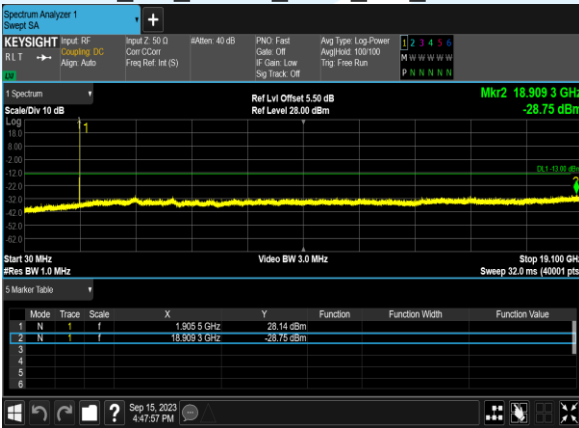 Spectrum Analyzer 1
Swept SA
KEYSIGHT Input: RF Input Z: 50 Ω #Atten: 40 dB PNO: Fast Avg Type: Log-Power 1 2 3 4 5 6
RLT Coupling: DC Corr CCorr Gate: Off Avg|Hold: 100/100 M W W W W W
Align: Auto Freq Ref: Int (S) IF Gain: Low Trig: Free Run
Sig Track: Off P N N N N N
1 Spectrum Ref Lvl Offset 5.50 dB Mkr2 18.909 3 GHz
Scale/Div 10 dB Ref Level 28.00 dBm -28.75 dBm
Log
1
18.0
8.00
-2.00
-12.0 DL1 -13.00 dBm
-22.0
2
-32.0
-42.0
-52.0
-62.0
Start 30 MHz Video BW 3.0 MHz Stop 19.100 GHz
#Res BW 1.0 MHz Sweep 32.0 ms (40001 pts
5 Marker Table
Mode Trace Scale X Y Function Function Width Function Value
1 N 1 f 1.905 5 GHz 28.14 dBm
2 N 1 f 18.909 3 GHz -28.75 dBm
3
4
5
6
? Sep 15, 2023
4:47:57 PM